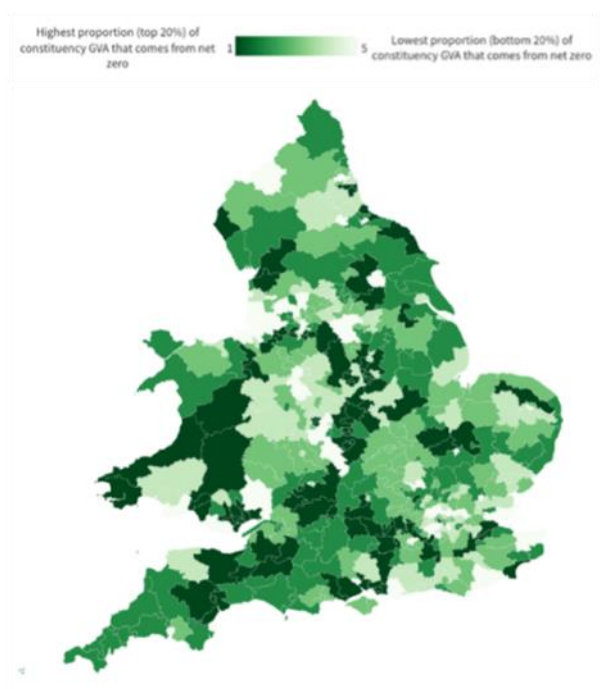 Highest proportion (top 20%) of
constituency GVA that comes from net
zero
1
5
Lowest proportion (bottom 20%) of
constituency GVA that comes from net zero